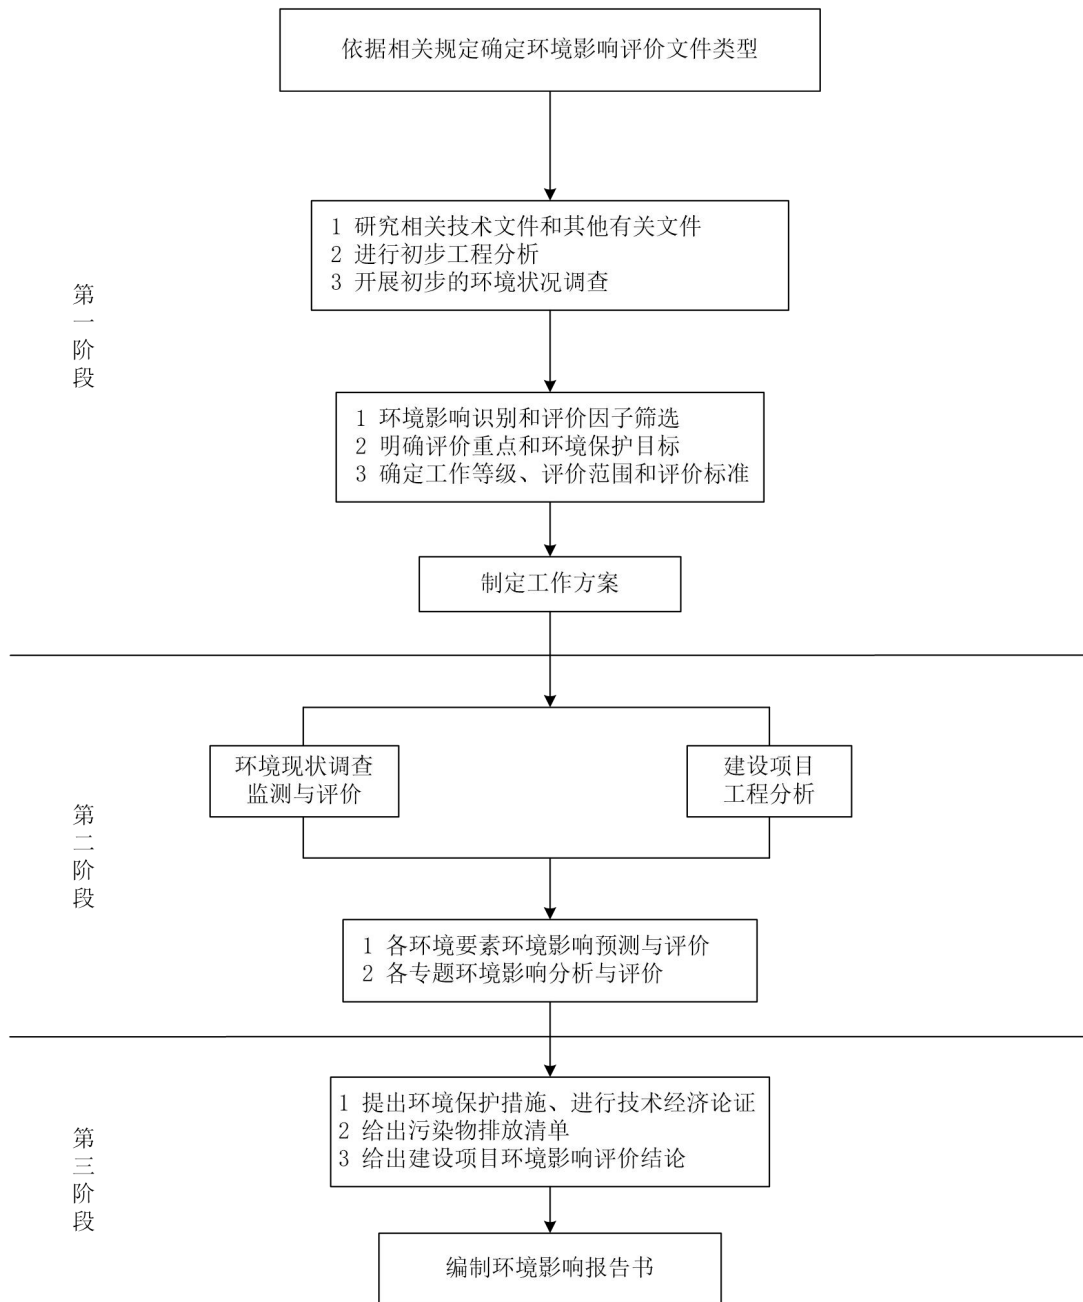 依据相关规定确定环境影响评价文件类型
1 研究相关技术文件和其他有关文件
2 进行初步工程分析
3 开展初步的环境状况调查
第一阶段
1 环境影响识别和评价因子筛选
2 明确评价重点和环境保护目标
3 确定工作等级、评价范围和评价标准
制定工作方案
环境现状调查
监测与评价
建设项目
工程分析
第二阶段
1 各环境要素环境影响预测与评价
2 各专题环境影响分析与评价
第三阶段
1 提出环境保护措施、进行技术经济论证
2 给出污染物排放清单
3 给出建设项目环境影响评价结论
编制环境影响报告书